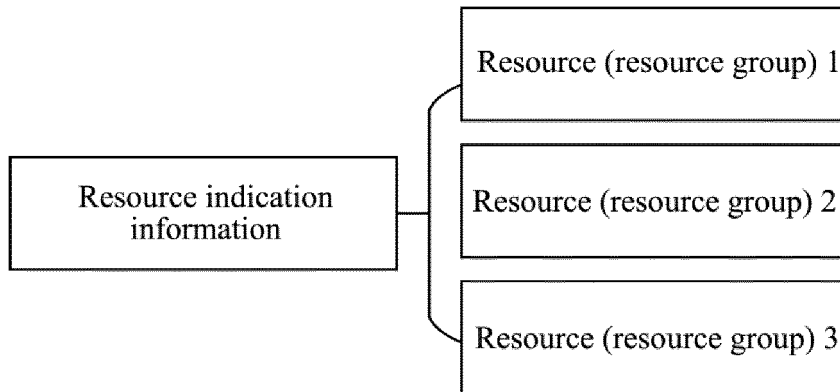 Resource (resource group) 1
Resource indication
information
Resource (resource group) 2
Resource (resource group) 3